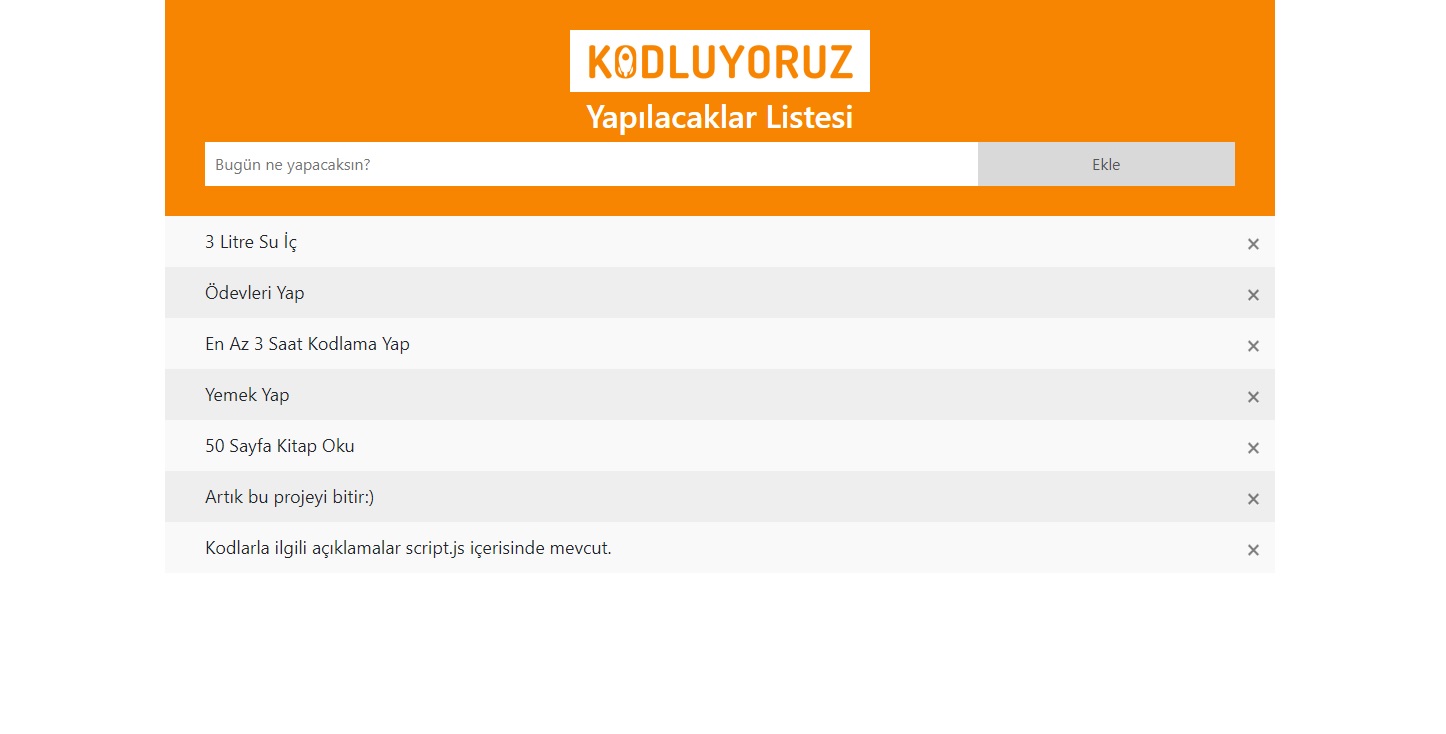 KODLUYORUZ
Yapılacaklar Listesi
Bugün ne yapacaksın?
Ekle
3 Litre Su İç
×
Ödevleri Yap
×
En Az 3 Saat Kodlama Yap
×
Yemek Yap
×
50 Sayfa Kitap Oku
×
Artık bu projeyi bitir:)
×
Kodlarla ilgili açıklamalar script.js içerisinde mevcut.
×